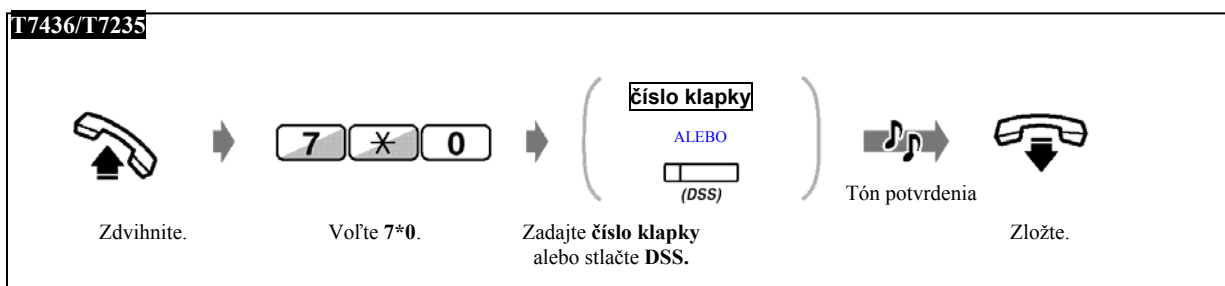 T7436/T7235
číslo klapky
ALEBO
7 * 0
(DSS)
Tón potvrdenia
Zdvihnite.
Voľte 7*0.
Zadajte číslo klapky
alebo stlačte DSS.
Zložte.